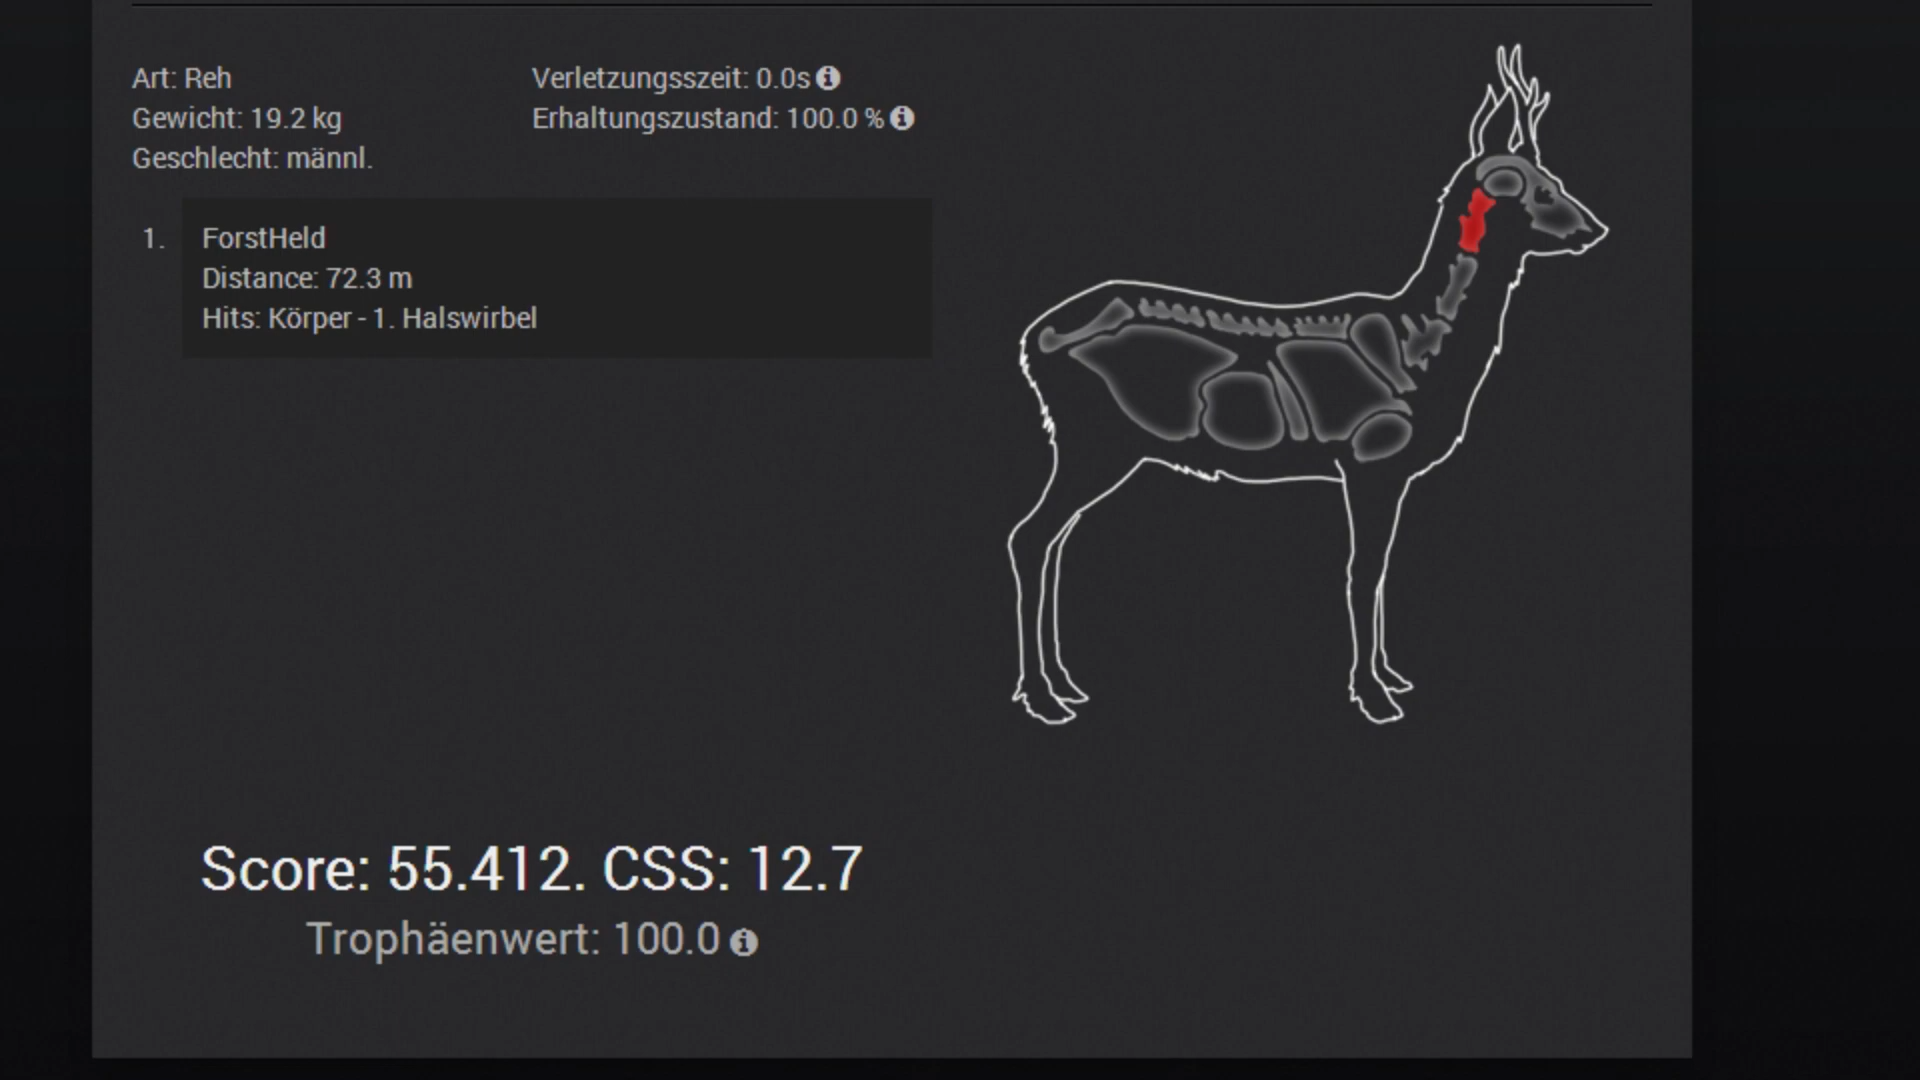 Art: Reh
Gewicht: 19.2 kg
Geschlecht: männl.
Verletzungsszeit: 0.0s
Erhaltungszustand: 100.0 %
1.
ForstHeld
Distance: 72.3 m
Hits: Körper - 1. Halswirbel
Score: 55.412. CSS: 12.7
Trophäenwert: 100.0